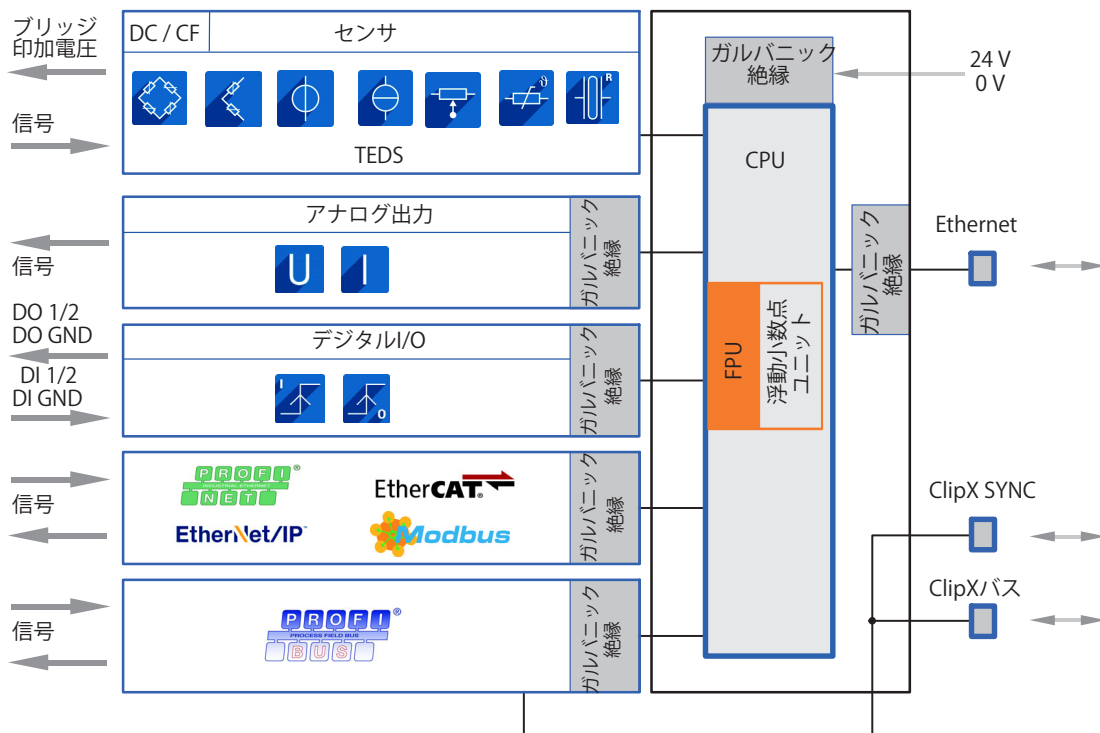 ブリッジ
印加電圧
DC / CF
センサ
ϑ
R
信号
TEDS
ガルバニック
絶縁
24 V
0 V
CPU
アナログ出力
U
I
ガルバニック
絶縁
信号
ガルバニック
絶縁
Ethernet
DO 1/2
DO GND
デジタルI/O
I
O
ガルバニック
絶縁
DI 1/2
DI GND
FPU
浮動小数点
ユニット
信号
PROFI
®
INDUSTRIAL ETHERNET
NET
EtherCAT®
EtherNet/IP™
Modbus
ガルバニック
絶縁
ClipX SYNC
ClipXバス
信号
PROFI
®
PROCESS FIELD BUS
BUS
ガルバニック
絶縁